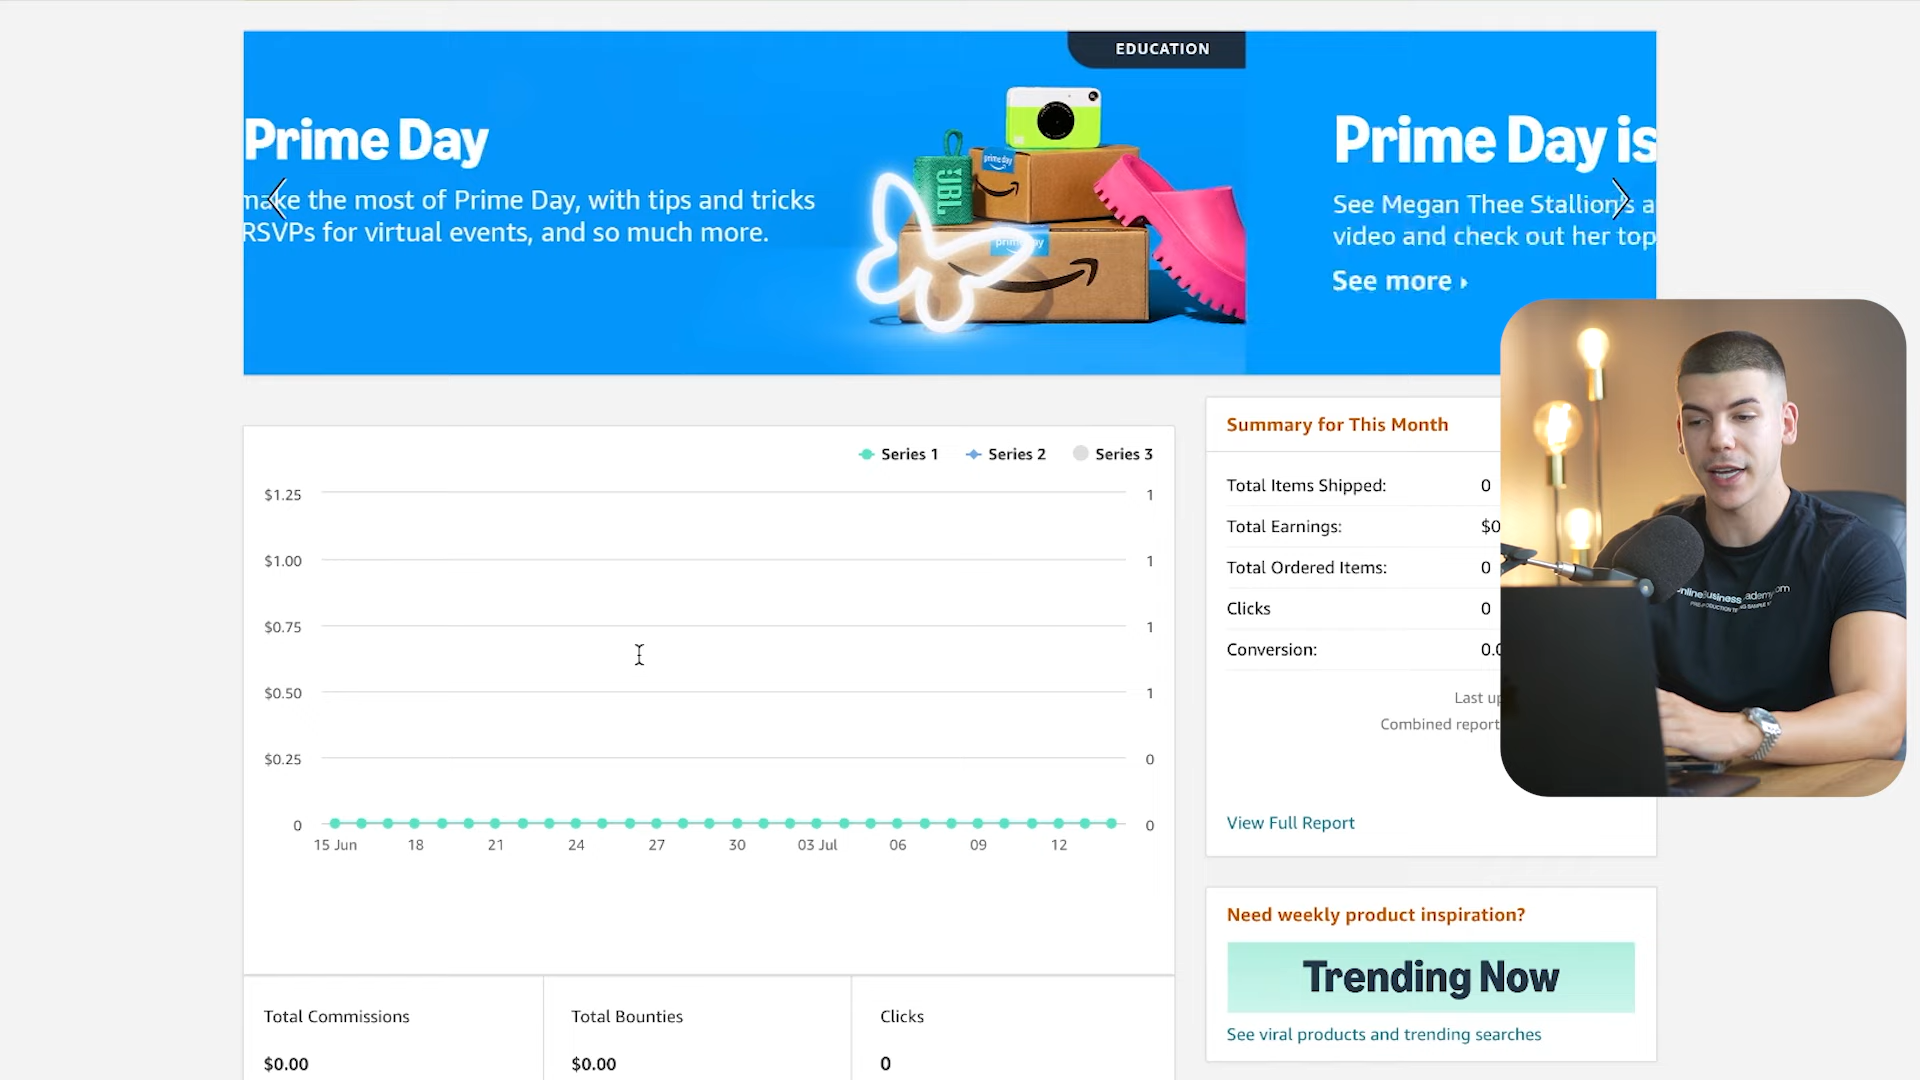 EDUCATION
Prime Day
make the most of Prime Day, with tips and tricks
RSVPs for virtual events, and so much more.
prime day
JBL
Prime Day is
See Megan Thee Stallion's a
video and check out her top
See more ›
Series 1
Series 2
Series 3
$1.25
1
$1.00
1
$0.75
1
$0.50
1
$0.25
0
0
0
15 Jun
18
21
24
27
30
03 Jul
06
09
12
Total Commissions
$0.00
Total Bounties
$0.00
Clicks
0
Summary for This Month
Total Items Shipped: 0
Total Earnings: $0
Total Ordered Items: 0
Clicks 0
Conversion: 0.0
Last up
Combined report
View Full Report
Need weekly product inspiration?
Trending Now
See viral products and trending searches